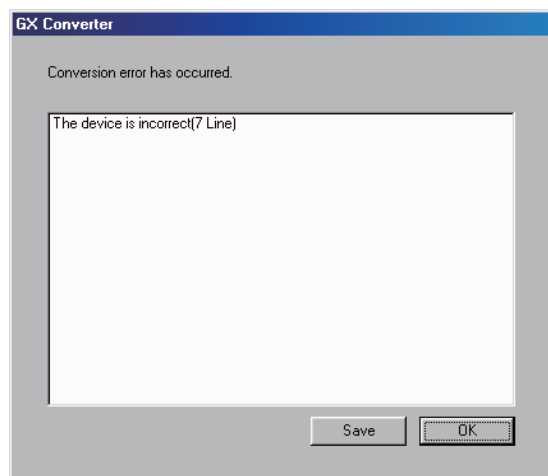 GX Converter
Conversion error has occurred.
The device is incorrect(7 Line)
Save
OK